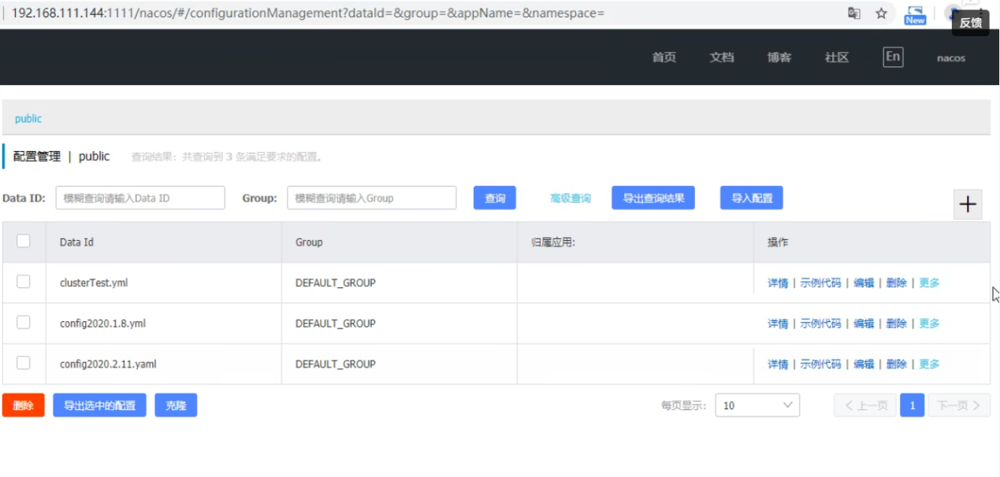 192.168.111.144:1111/nacos/#/configurationManagement?dataId=&group=&appName=&namespace=
New
反馈
首页 文档 博客 社区 En nacos
public
配置管理 | public 查询结果：共查询到 3 条满足要求的配置。
Data ID: 模糊查询请输入Data ID Group: 模糊查询请输入Group 查询 高级查询 导出查询结果 导入配置 +
Data Id Group 归属应用: 操作
clusterTest.yml DEFAULT_GROUP 详情 | 示例代码 | 编辑 | 删除 | 更多
config2020.1.8.yml DEFAULT_GROUP 详情 | 示例代码 | 编辑 | 删除 | 更多
config2020.2.11.yaml DEFAULT_GROUP 详情 | 示例代码 | 编辑 | 删除 | 更多
删除 导出选中的配置 克隆 每页显示: 10 < 上一页 1 下一页 >